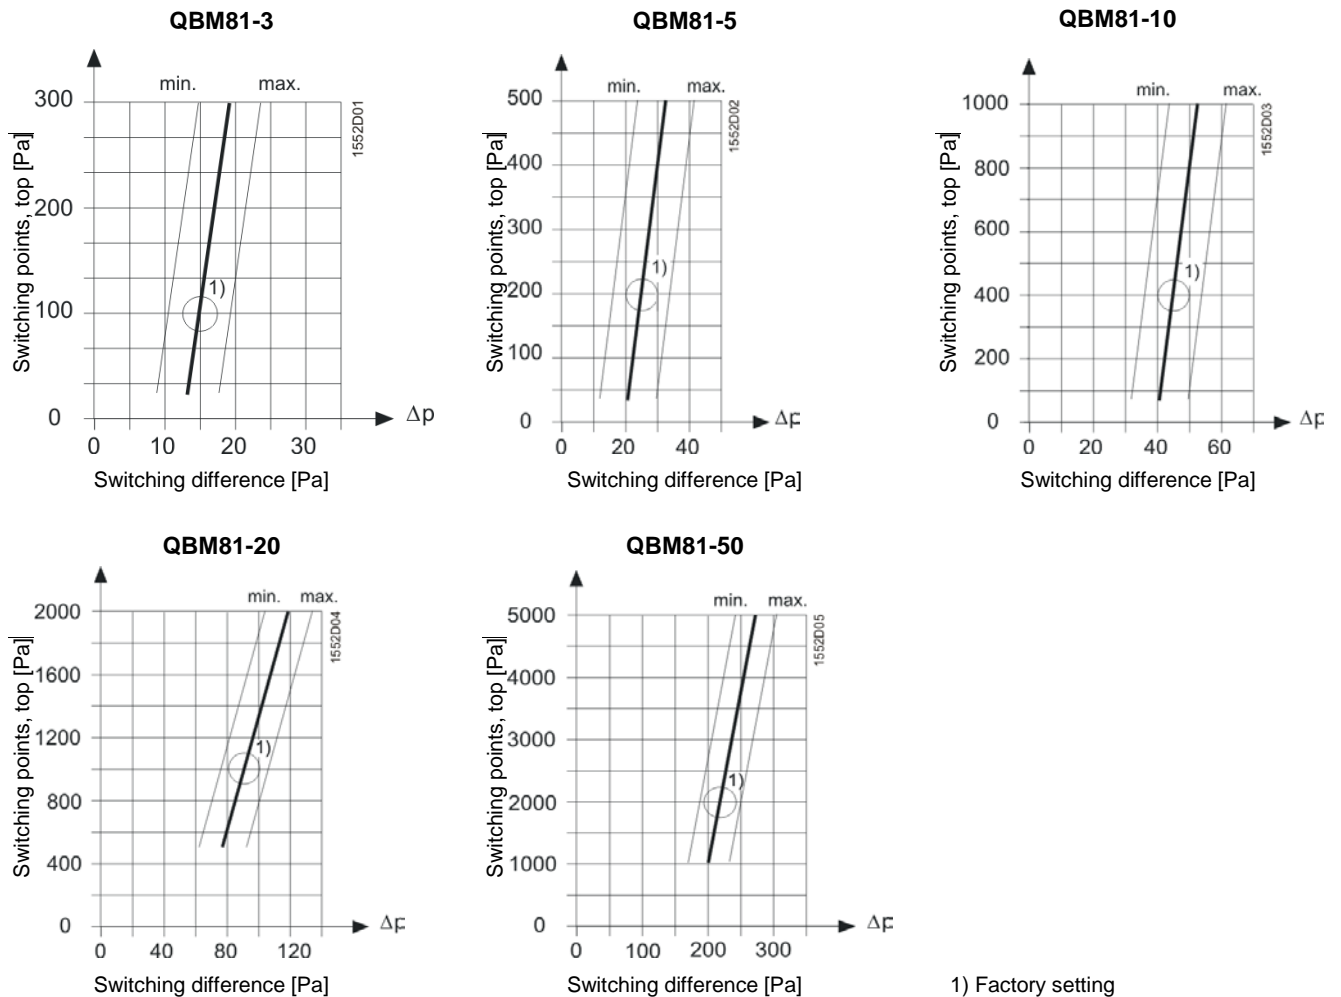 QBM81-3
min. max.
300
200
100
0
0 10 20 30
Δp
Switching points, top [Pa]
Switching difference [Pa]
1)
1552D01
QBM81-5
min. max.
500
400
300
200
100
0
0 20 40
Δp
Switching points, top [Pa]
Switching difference [Pa]
1)
1552D02
QBM81-10
min. max.
1000
800
600
400
200
0
0 20 40 60
Δp
Switching points, top [Pa]
Switching difference [Pa]
1)
1552D03
QBM81-20
min. max.
2000
1600
1200
800
400
0
0 40 80 120
Δp
Switching points, top [Pa]
Switching difference [Pa]
1)
1552D04
QBM81-50
min. max.
5000
4000
3000
2000
1000
0
0 100 200 300
Δp
Switching points, top [Pa]
Switching difference [Pa]
1)
1552D05
1) Factory setting